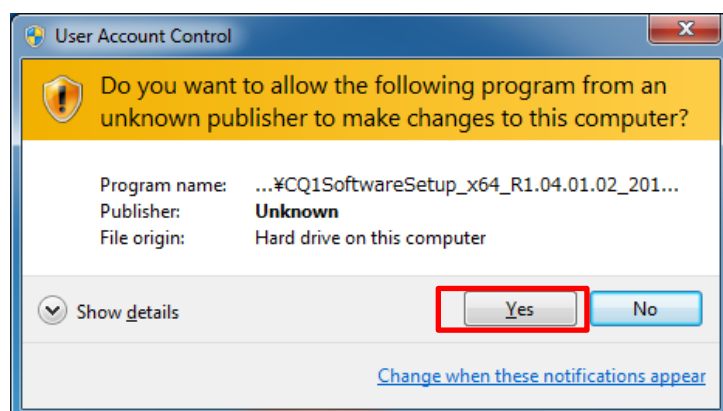 User Account Control
Do you want to allow the following program from an
unknown publisher to make changes to this computer?
Program name: ...¥CQ1SoftwareSetup_x64_R1.04.01.02_201...
Publisher: Unknown
File origin: Hard drive on this computer
Show details
Yes
No
Change when these notifications appear